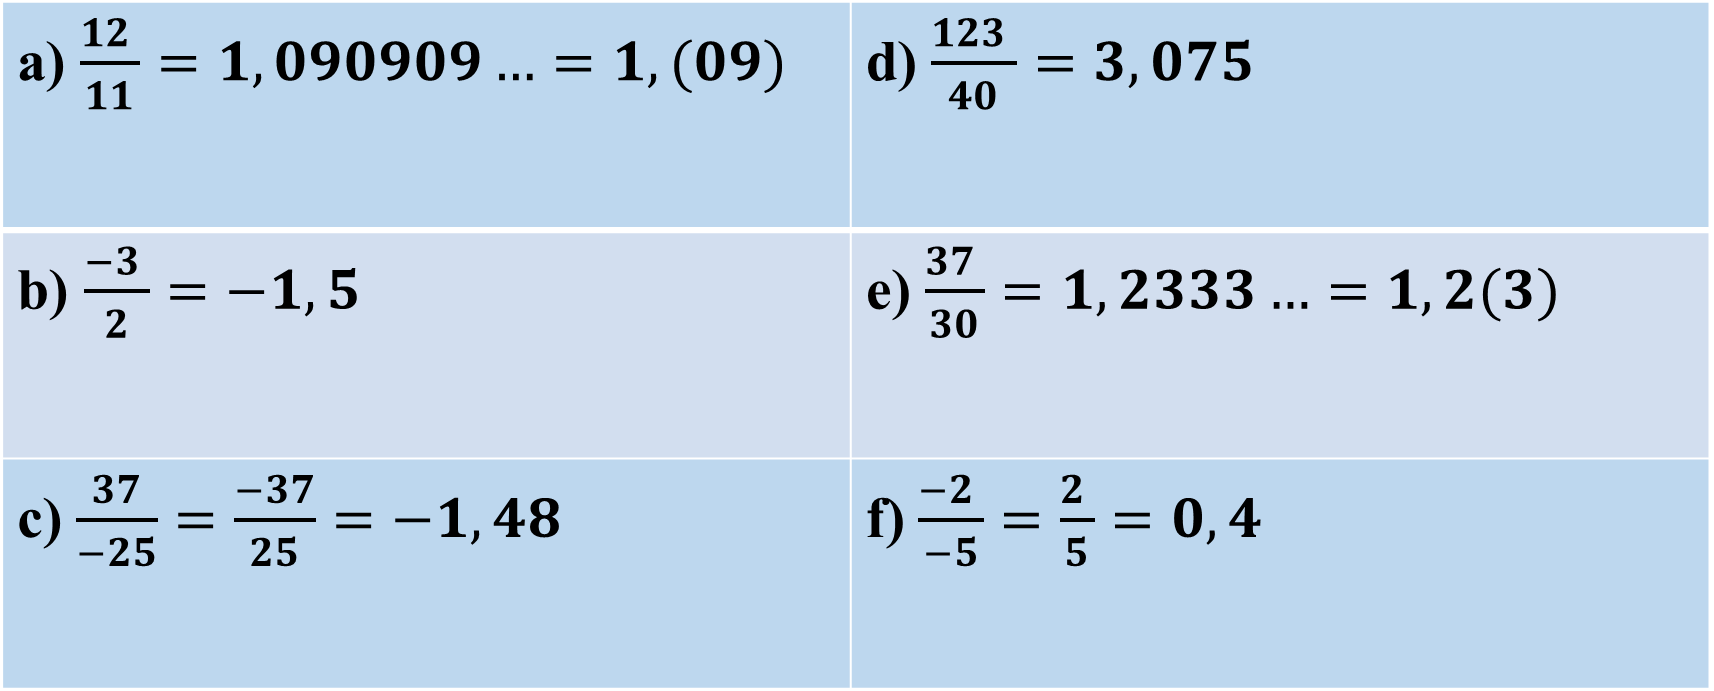 a) 12/11 = 1,090909 ... = 1,(09)
d) 123/40 = 3,075
b) −3/2 = −1,5
e) 37/30 = 1,2333 ... = 1,2(3)
c) 37/−25 = −37/25 = −1,48
f) −2/−5 = 2/5 = 0,4